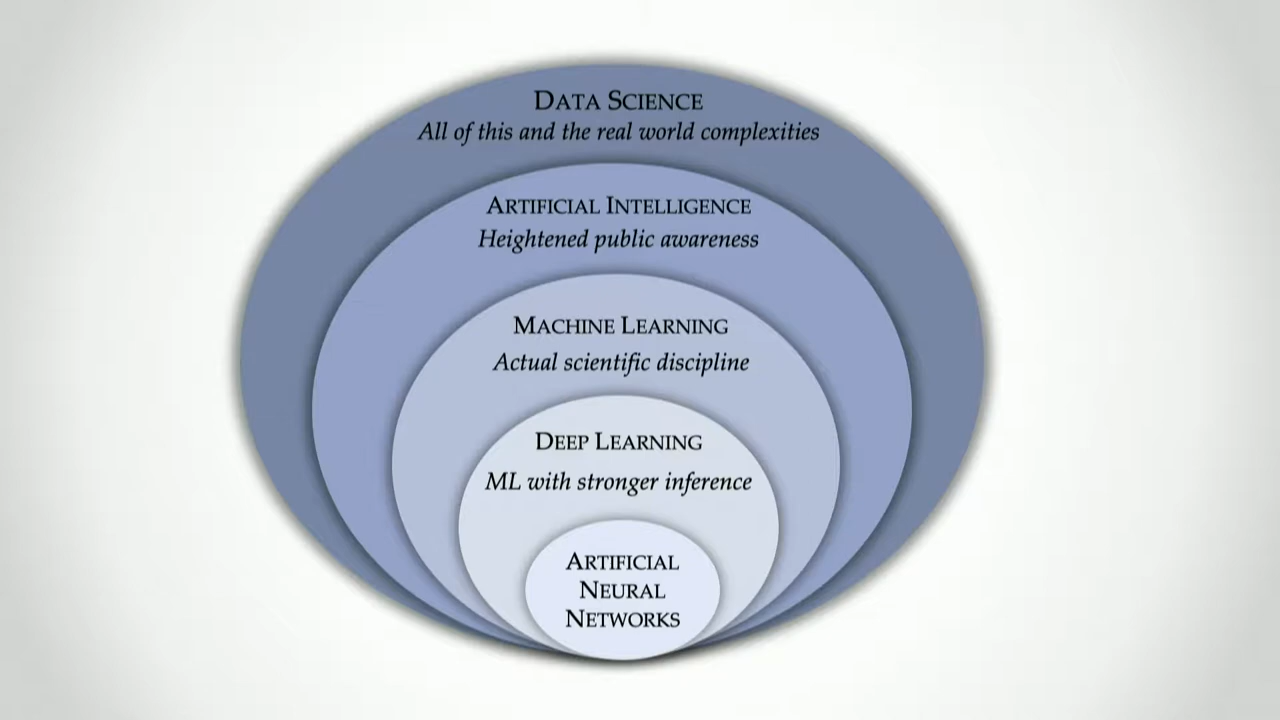 DATA SCIENCE
All of this and the real world complexities
ARTIFICIAL INTELLIGENCE
Heightened public awareness
MACHINE LEARNING
Actual scientific discipline
DEEP LEARNING
ML with stronger inference
ARTIFICIAL
NEURAL
NETWORKS